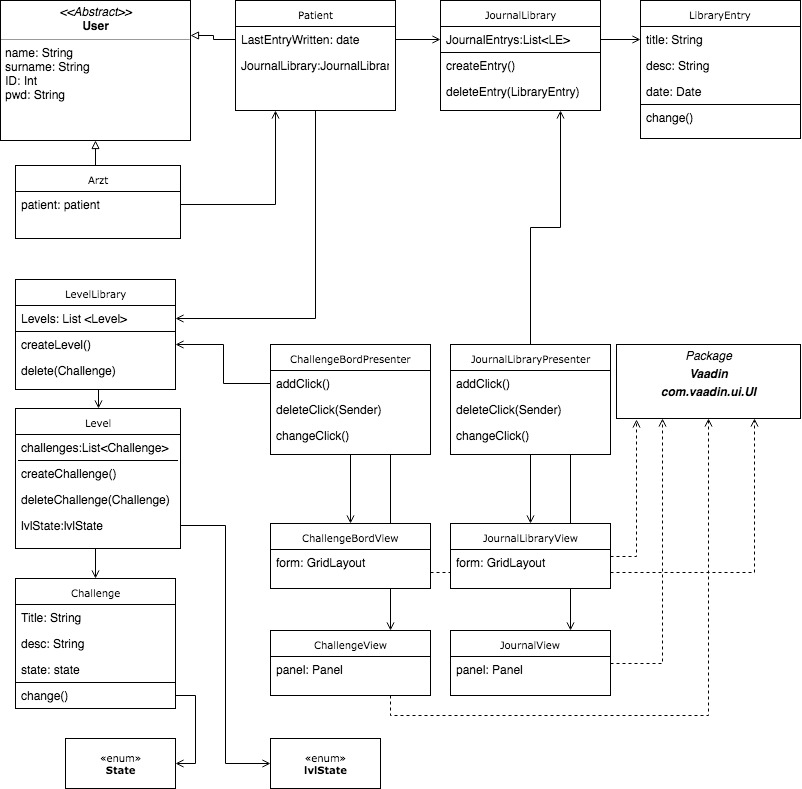 <<Abstract>>
User
name: String
surname: String
ID: Int
pwd: String
Patient
LastEntryWritten: date
JournalLibrary:JournalLibrar
JournalLibrary
JournalEntrys:List<LE>
createEntry()
deleteEntry(LibraryEntry)
LibraryEntry
title: String
desc: String
date: Date
change()
Arzt
patient: patient
LevelLibrary
Levels: List <Level>
createLevel()
delete(Challenge)
ChallengeBordPresenter
addClick()
deleteClick(Sender)
changeClick()
JournalLibraryPresenter
addClick()
deleteClick(Sender)
changeClick()
Package
Vaadin
com.vaadin.ui.UI
Level
challenges:List<Challenge>
createChallenge()
deleteChallenge(Challenge)
lvlState:lvlState
ChallengeBordView
form: GridLayout
JournalLibraryView
form: GridLayout
Challenge
Title: String
desc: String
state: state
change()
ChallengeView
panel: Panel
JournalView
panel: Panel
«enum»
State
«enum»
lvlState